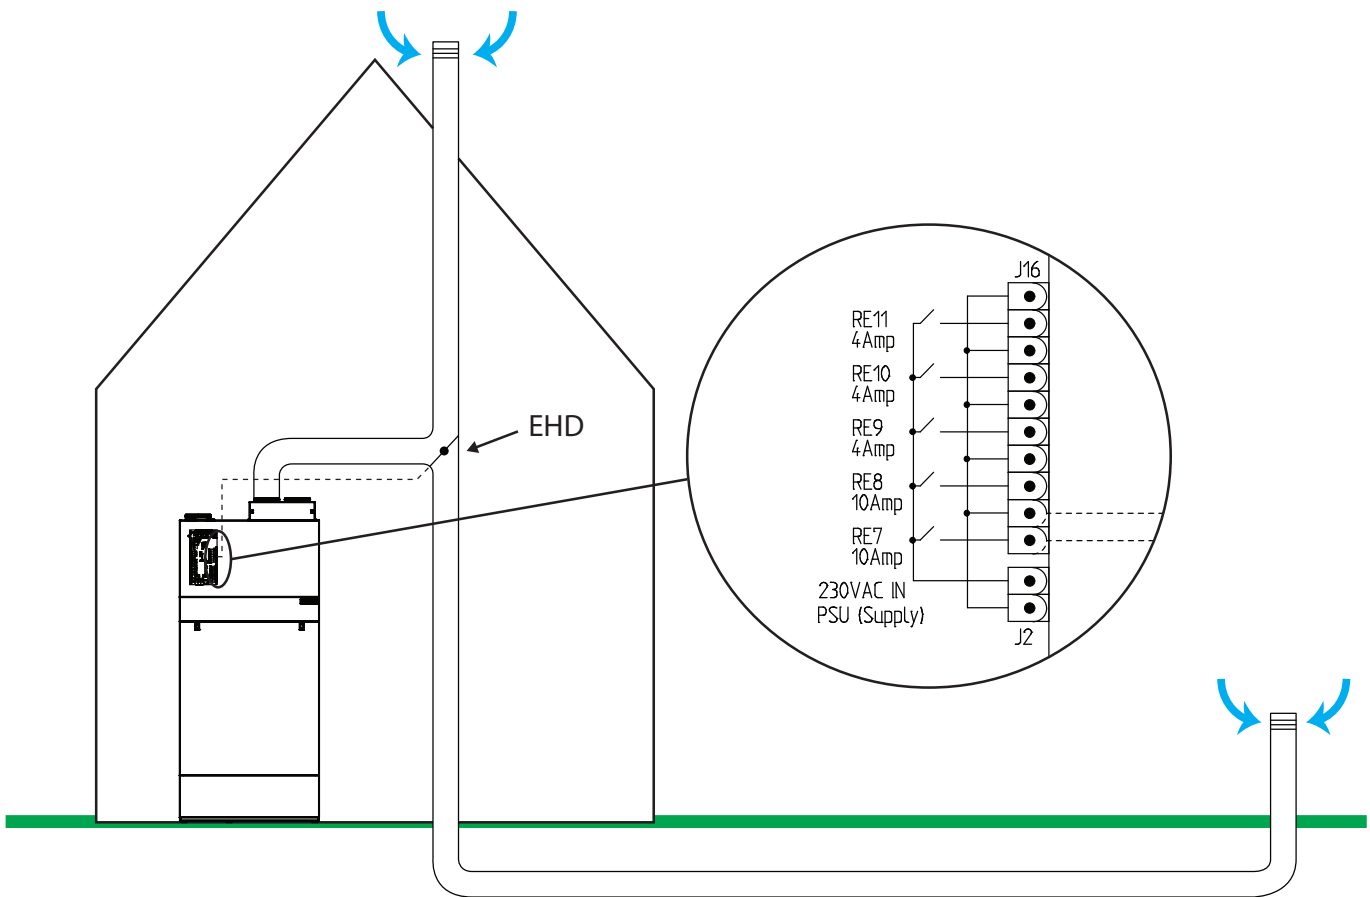 EHD
J16
RE11
4Amp
RE10
4Amp
RE9
4Amp
RE8
10Amp
RE7
10Amp
230VAC IN
PSU (Supply)
J2